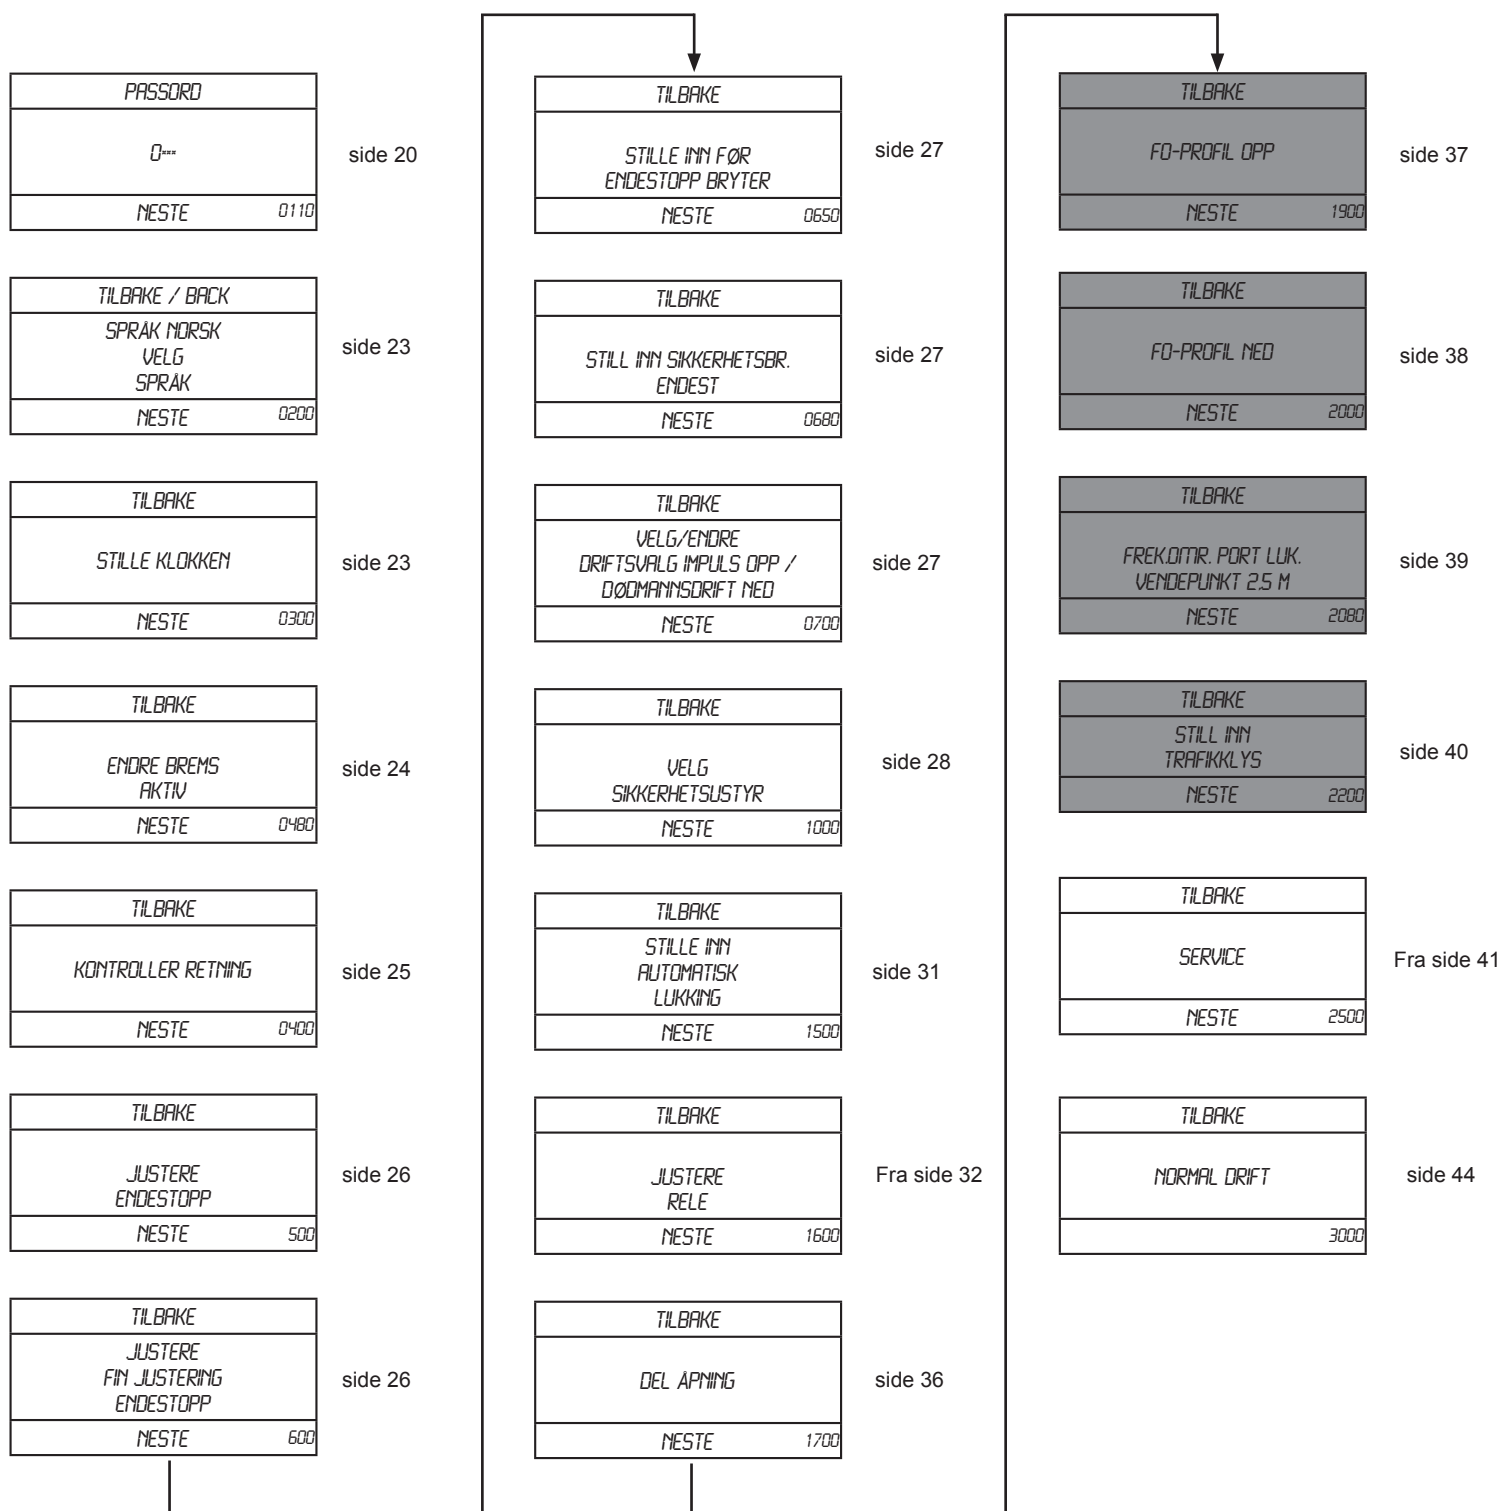 PASSORD
0***
side 20
NESTE 0110
TILBAKE / BACK
SPRÅK NORSK
VELG
SPRÅK
side 23
NESTE 0200
TILBAKE
STILLE KLOKKEN
side 23
NESTE 0300
TILBAKE
ENDRE BREMS
AKTIV
side 24
NESTE 0480
TILBAKE
KONTROLLER RETNING
side 25
NESTE 0400
TILBAKE
JUSTERE
ENDESTOPP
side 26
NESTE 500
TILBAKE
JUSTERE
FIN JUSTERING
ENDESTOPP
side 26
NESTE 600
TILBAKE
STILLE INN FØR
ENDESTOPP BRYTER
side 27
NESTE 0650
TILBAKE
STILL INN SIKKERHETSBR.
ENDEST
side 27
NESTE 0680
TILBAKE
VELG/ENDRE
DRIFTSVALG IMPULS OPP /
DØDMANNSDRIFT NED
side 27
NESTE 0700
TILBAKE
VELG
SIKKERHETSUSTYR
side 28
NESTE 1000
TILBAKE
STILLE INN
AUTOMATISK
LUKKING
side 31
NESTE 1500
TILBAKE
JUSTERE
RELE
Fra side 32
NESTE 1600
TILBAKE
DEL ÅPNING
side 36
NESTE 1700
TILBAKE
FO-PROFIL OPP
side 37
NESTE 1900
TILBAKE
FO-PROFIL NED
side 38
NESTE 2000
TILBAKE
FREK.OMR. PORT LUK.
VENDEPUNKT 2.5 M
side 39
NESTE 2080
TILBAKE
STILL INN
TRAFIKKLYS
side 40
NESTE 2200
TILBAKE
SERVICE
Fra side 41
NESTE 2500
TILBAKE
NORMAL DRIFT
side 44
3000